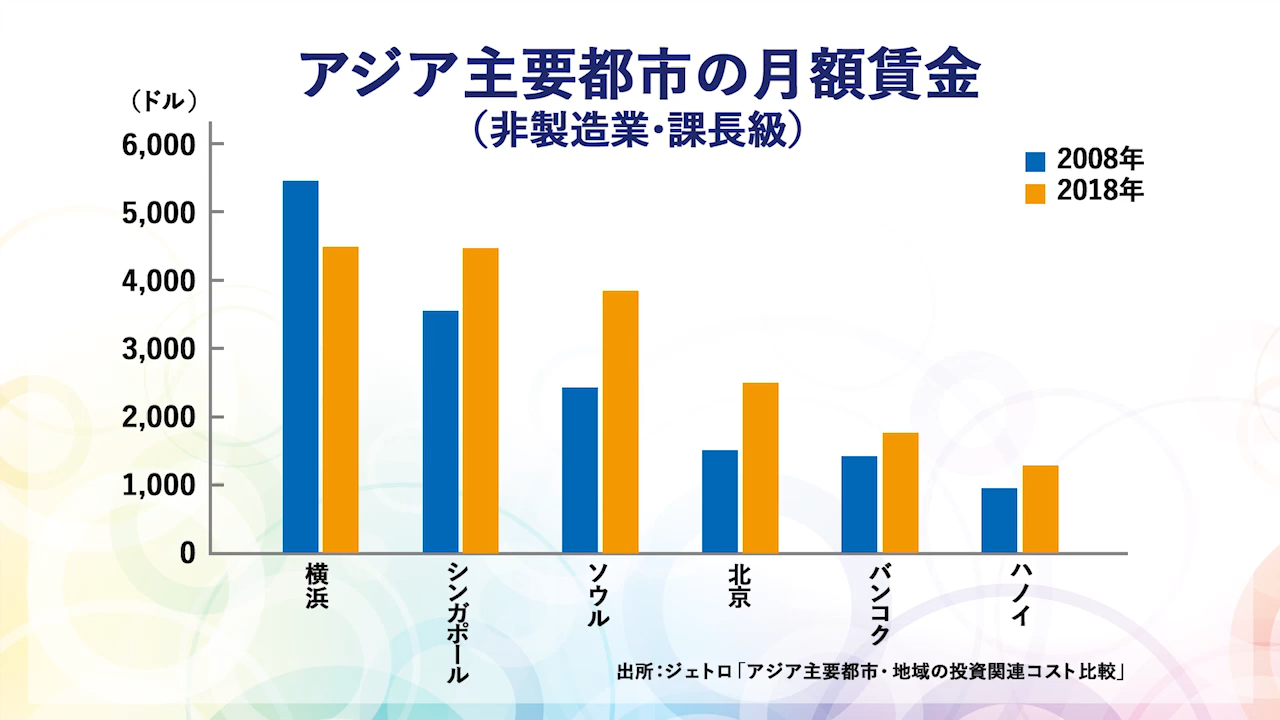 アジア主要都市の月額賃金
（非製造業・課長級）
（ドル）
6,000
5,000
4,000
3,000
2,000
1,000
0
2008年
2018年
横浜
シンガポール
ソウル
北京
バンコク
ハノイ
出所：ジェトロ「アジア主要都市・地域の投資関連コスト比較」